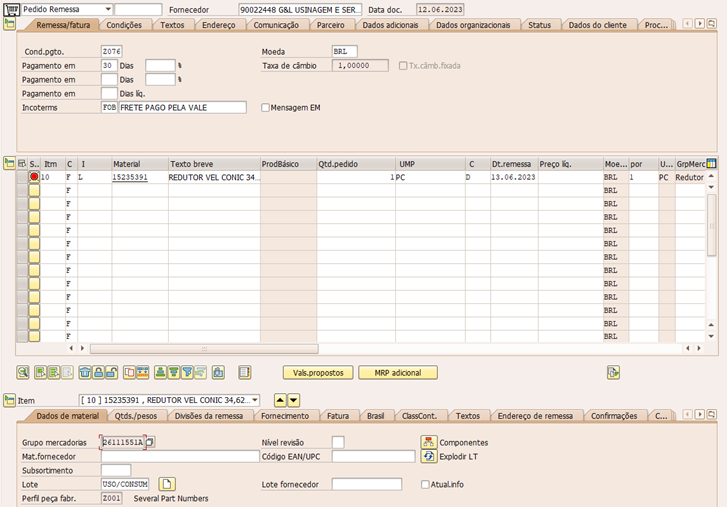 Pedido Remessa Fornecedor 90022448 G&L USINAGEM E SER... Data doc. 12.06.2023
Remessa/fatura Condições Textos Endereço Comunicação Parceiro Dados adicionais Dados organizacionais Status Dados do cliente Proc...
Cond.pgto. Z076 Moeda BRL
Pagamento em 30 Dias % Taxa de câmbio 1,00000 Tx.câmb.fixada
Pagamento em Dias %
Pagamento em Dias líq.
Incoterms FOB FRETE PAGO PELA VALE Mensagem EM
S.. Itm C I Material Texto breve ProdBásico Qtd.pedido UMP C Dt.remessa Preço líq. Moe... por U... GrpMerc
10 F L 15235391 REDUTOR VEL CONIC 34... 1 PC D 13.06.2023 BRL 1 PC Redutor
F BRL
F BRL
F BRL
F BRL
F BRL
F BRL
F BRL
F BRL
F BRL
F BRL
F BRL
F BRL
Vals.propostos MRP adicional
Item [ 10 ] 15235391 , REDUTOR VEL CONIC 34,62...
Dados de material Qtds./pesos Divisões da remessa Fornecimento Fatura Brasil ClassCont. Textos Endereço de remessa Confirmações C...
Grupo mercadorias 26111551A Nível revisão Componentes
Mat.fornecedor Código EAN/UPC Explodir LT
Subsortimento
Lote USO/CONSUM Lote fornecedor Atual.info
Perfil peça fabr. Z001 Several Part Numbers